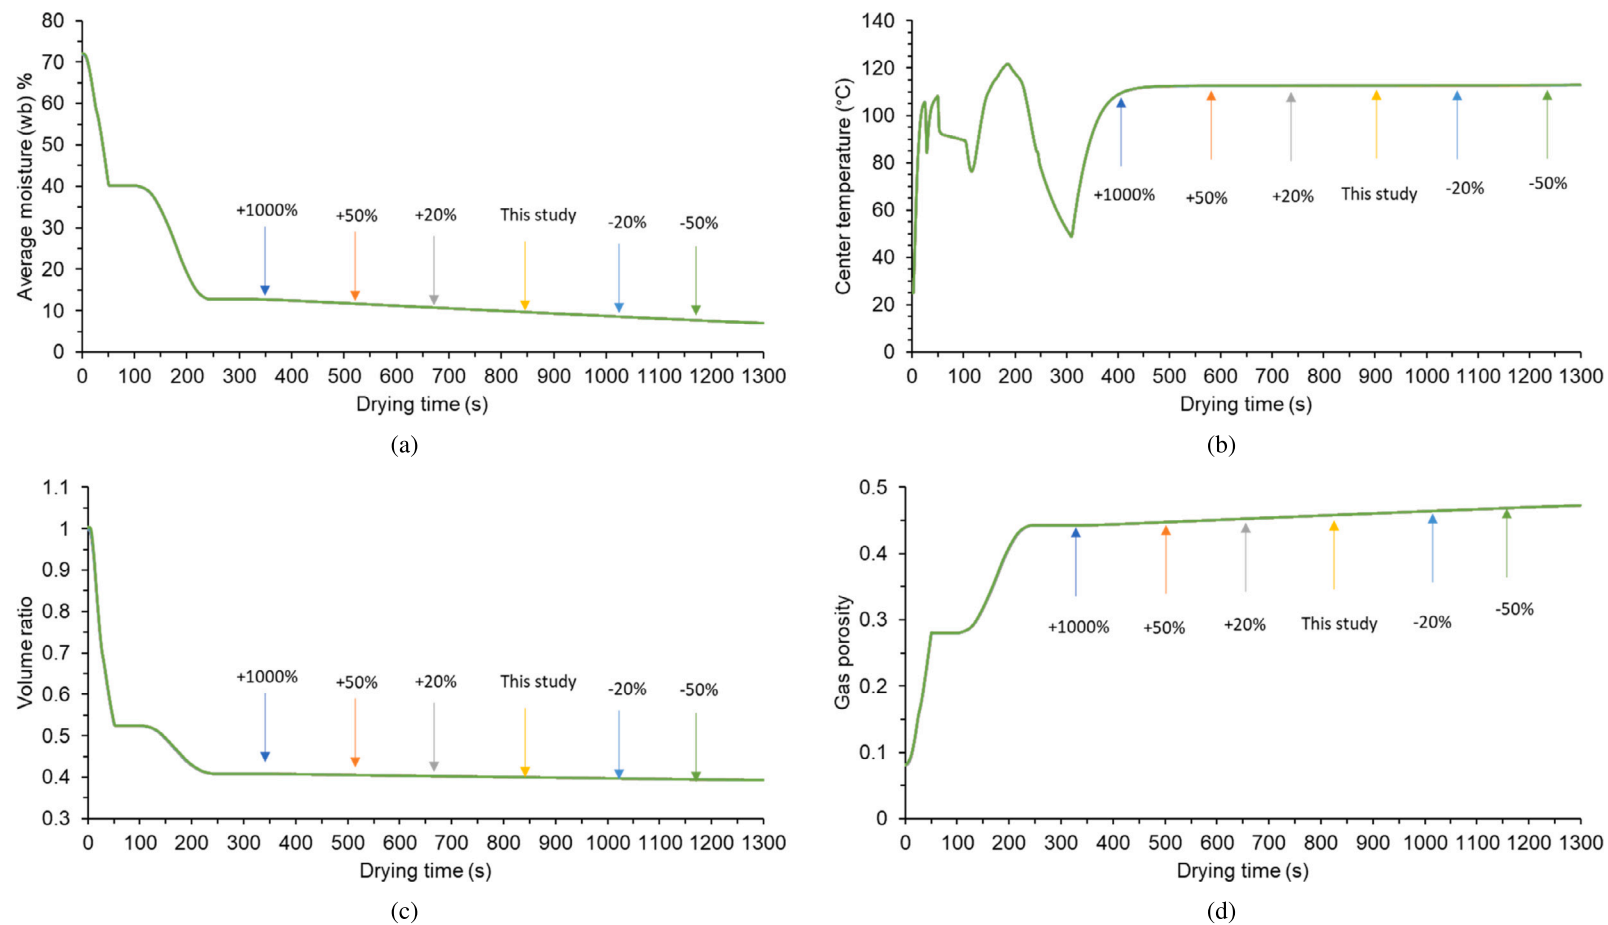 80
70
60
50
40
30
20
10
0
Average moisture (wb) %
+1000%
+50%
+20%
This study
-20%
-50%
0 100 200 300 400 500 600 700 800 900 1000 1100 1200 1300
Drying time (s)
(a)
140
120
100
80
60
40
20
0
Center temperature (°C)
+1000%
+50%
+20%
This study
-20%
-50%
0 100 200 300 400 500 600 700 800 900 1000 1100 1200 1300
Drying time (s)
(b)
1.1
1
0.9
0.8
0.7
0.6
0.5
0.4
0.3
Volume ratio
+1000%
+50%
+20%
This study
-20%
-50%
0 100 200 300 400 500 600 700 800 900 1000 1100 1200 1300
Drying time (s)
(c)
0.5
0.4
0.3
0.2
0.1
0
Gas porosity
+1000%
+50%
+20%
This study
-20%
-50%
0 100 200 300 400 500 600 700 800 900 1000 1100 1200 1300
Drying time (s)
(d)